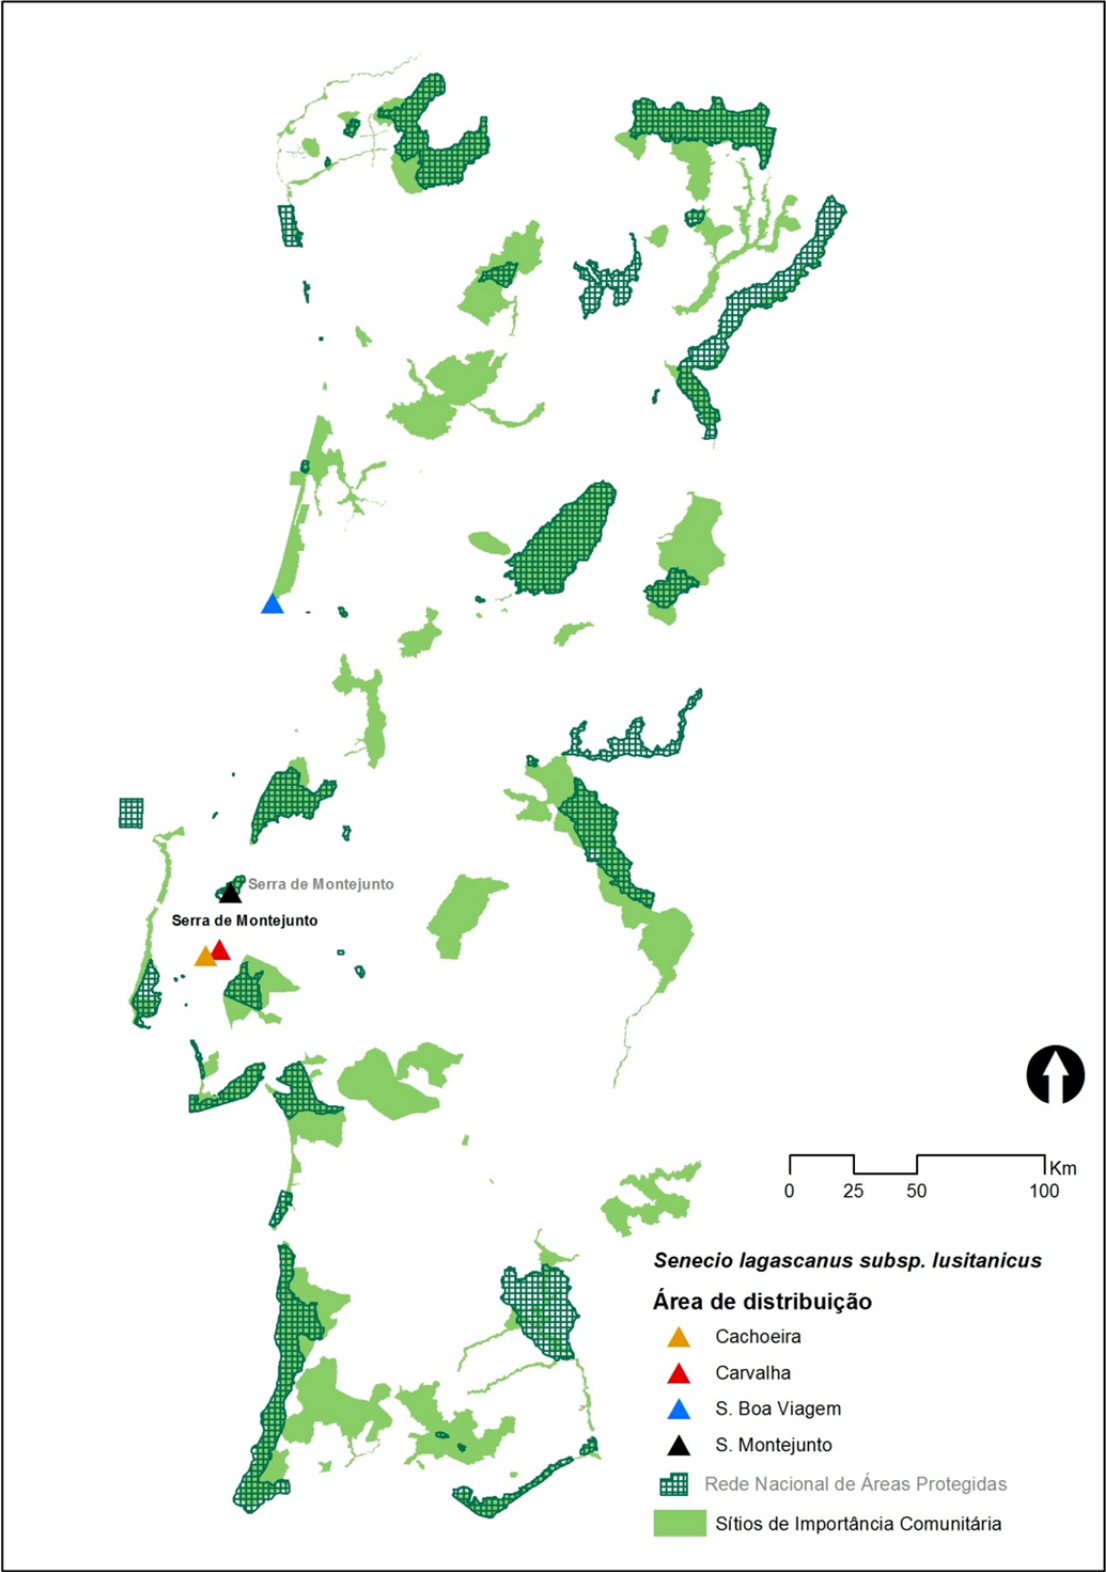 Serra de Montejunto
Serra de Montejunto
Km
0 25 50 100
Senecio lagascanus subsp. lusitanicus
Área de distribuição
Cachoeira
Carvalha
S. Boa Viagem
S. Montejunto
Rede Nacional de Áreas Protegidas
Sítios de Importância Comunitária